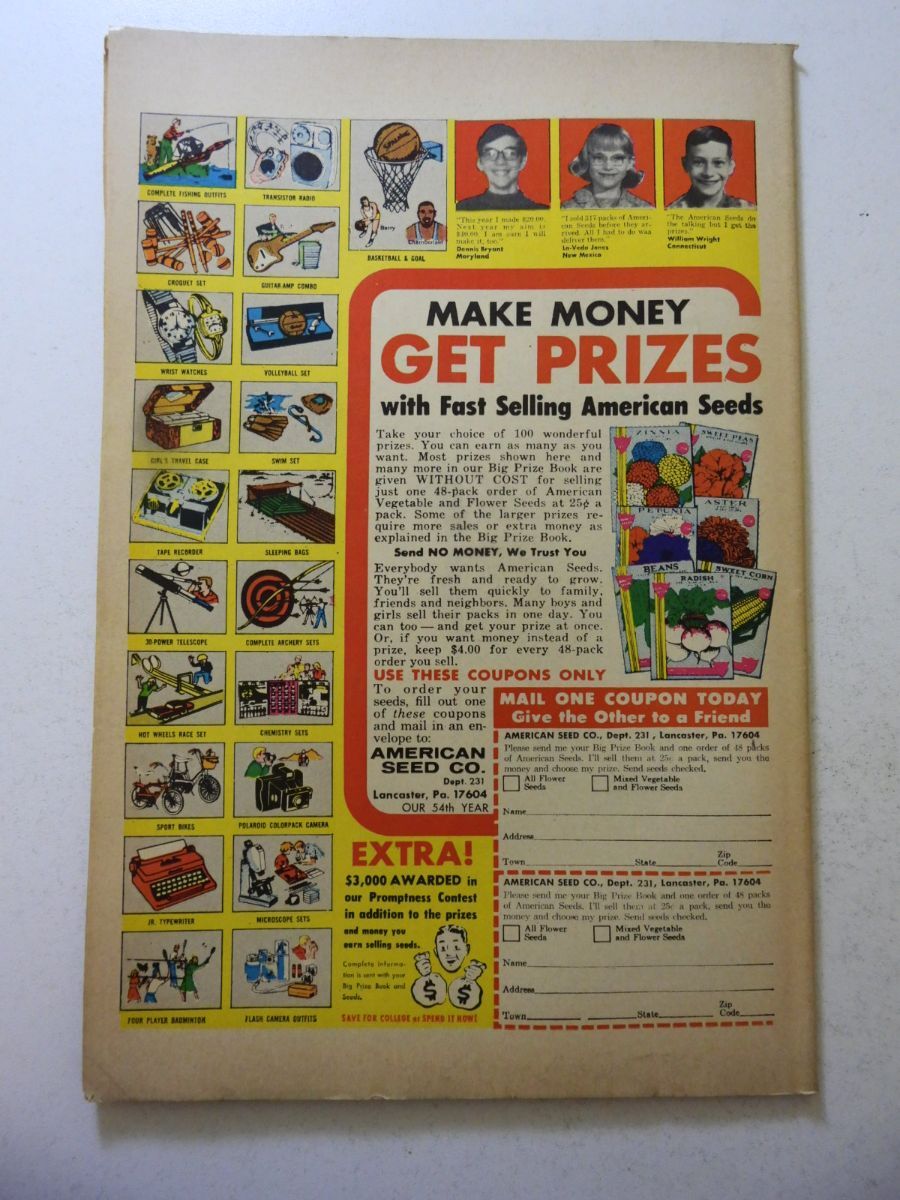 COMPLETE FISHING OUTFITS
TRANSISTOR RADIO
SPALDING
Barry
Chamberlain
BASKETBALL & GOAL
CROQUET SET
GUITAR-AMP COMBO
WRIST WATCHES
VOLLEYBALL SET
GIRL'S TRAVEL CASE
SWIM SET
TAPE RECORDER
SLEEPING BAGS
30-POWER TELESCOPE
COMPLETE ARCHERY SETS
HOT WHEELS RACE SET
CHEMISTRY SETS
SPORT BIKES
POLAROID COLORPACK CAMERA
JR. TYPEWRITER
MICROSCOPE SETS
FOUR PLAYER BADMINTON
FLASH CAMERA OUTFITS
"This year I made $20.00.
Next year my aim is
I am sure I will
make it, too."
Dennis Bryant
Maryland
"I sold 317 packs of Ameri-
can Seeds before they ar-
rived. All I had to do was
deliver them."
La-Veda Jones
New Mexico
"The American Seeds do
the talking but I get the
prizes."
William Wright
Connecticut
MAKE MONEY
GET PRIZES
with Fast Selling American Seeds
Take your choice of 100 wonderful
prizes. You can earn as many as you
want. Most prizes shown here and
many more in our Big Prize Book are
given WITHOUT COST for selling
just one 48-pack order of American
Vegetable and Flower Seeds at 25¢ a
pack. Some of the larger prizes re-
quire more sales or extra money as
explained in the Big Prize Book.
Send NO MONEY, We Trust You
Everybody wants American Seeds.
They're fresh and ready to grow.
You'll sell them quickly to family,
friends and neighbors. Many boys and
girls sell their packs in one day. You
can too — and get your prize at once.
Or, if you want money instead of a
prize, keep $4.00 for every 48-pack
order you sell.
ZINNIA
SWEET PEAS
PETUNIA
ASTER
BEANS
RADISH
SWEET CORN
USE THESE COUPONS ONLY
To order your
seeds, fill out one
of these coupons
and mail in an en-
velope to:
AMERICAN
SEED CO.
Dept. 231
Lancaster, Pa. 17604
OUR 54th YEAR
MAIL ONE COUPON TODAY
Give the Other to a Friend
AMERICAN SEED CO., Dept. 231, Lancaster, Pa. 17604
Please send me your Big Prize Book and one order of 48 packs
of American Seeds. I'll sell them at 25¢ a pack, send you the
money and choose my prize. Send seeds checked.
All Flower Seeds
Mixed Vegetable and Flower Seeds
Name
Address
Town State Zip Code
AMERICAN SEED CO., Dept. 231, Lancaster, Pa. 17604
Please send me your Big Prize Book and one order of 48 packs
of American Seeds. I'll sell them at 25¢ a pack, send you the
money and choose my prize. Send seeds checked.
All Flower Seeds
Mixed Vegetable and Flower Seeds
Name
Address
Town State Zip Code
EXTRA!
$3,000 AWARDED in
our Promptness Contest
in addition to the prizes
and money you
earn selling seeds.
Complete informa-
tion is sent with your
Big Prize Book and
Seeds.
$ $
SAVE FOR COLLEGE or SPEND IT NOW!